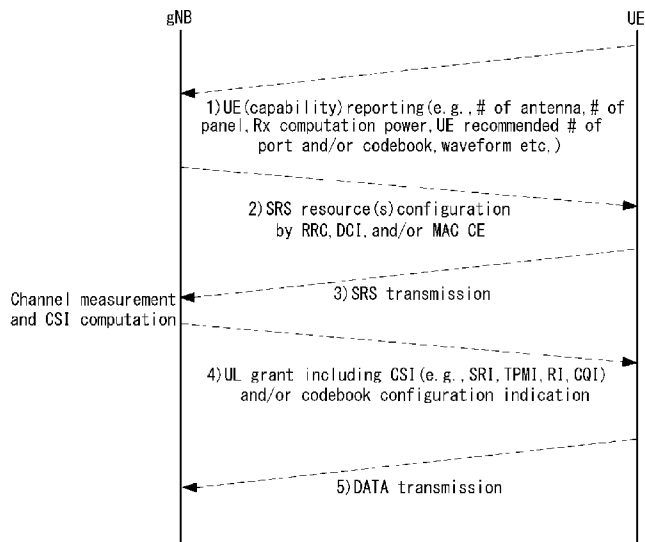 gNB
UE
1)UE(capability)reporting(e.g.,# of antenna,# of
panel,Rx computation power,UE recommended # of
port and/or codebook,waveform etc,)
2)SRS resource(s)configuration
by RRC,DCI,and/or MAC CE
3)SRS transmission
Channel measurement
and CSI computation
4)UL grant including CSI(e.g.,SRI,TPMI,RI,CQI)
and/or codebook configuration indication
5)DATA transmission